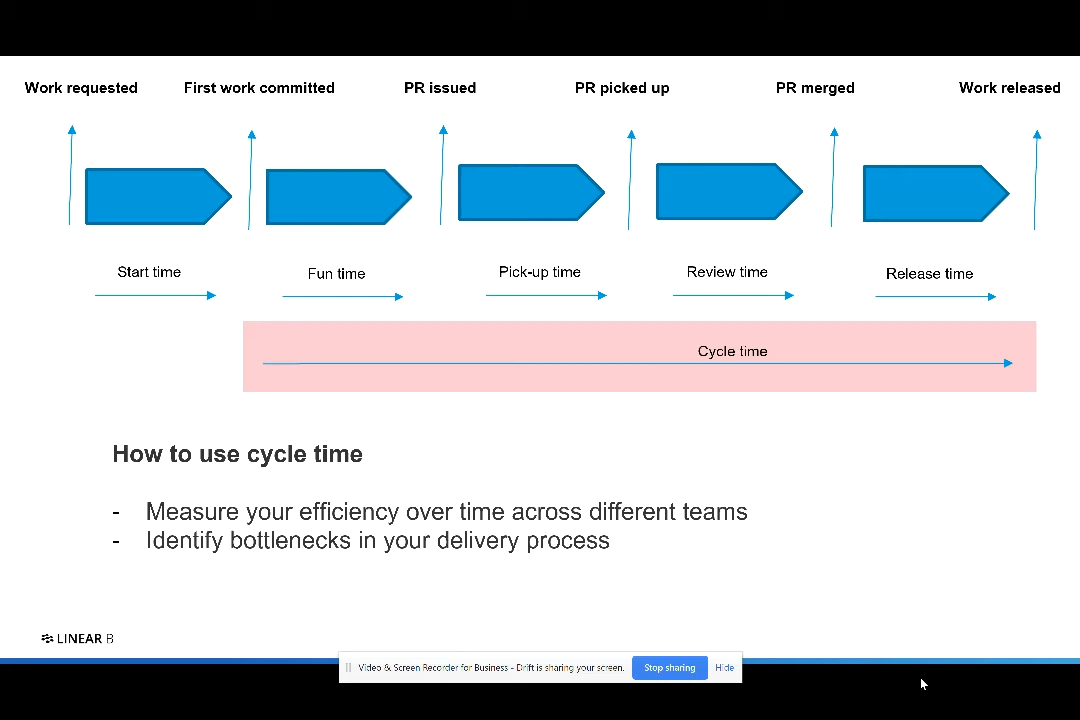 Work requested
First work committed
PR issued
PR picked up
PR merged
Work released
Start time
Fun time
Pick-up time
Review time
Release time
Cycle time
How to use cycle time
- Measure your efficiency over time across different teams
- Identify bottlenecks in your delivery process
LINEAR B
Video & Screen Recorder for Business - Drift is sharing your screen.
Stop sharing
Hide